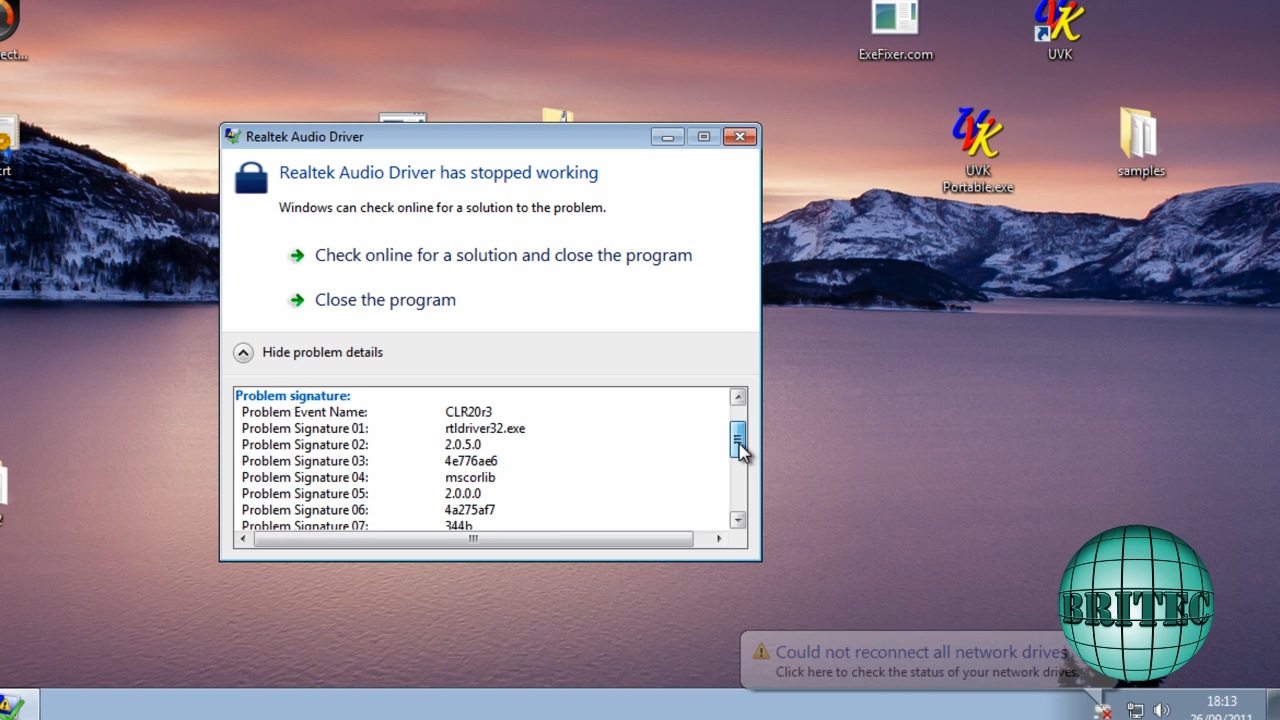 ect...
ExeFixer.com
UVK
rt
UVK
Portable.exe
samples
Realtek Audio Driver
Realtek Audio Driver has stopped working
Windows can check online for a solution to the problem.
Check online for a solution and close the program
Close the program
Hide problem details
Problem signature:
Problem Event Name: CLR20r3
Problem Signature 01: rtldriver32.exe
Problem Signature 02: 2.0.5.0
Problem Signature 03: 4e776ae6
Problem Signature 04: mscorlib
Problem Signature 05: 2.0.0.0
Problem Signature 06: 4a275af7
Problem Signature 07: 344b
BRITEC
Could not reconnect all network drives
Click here to check the status of your network drives.
18:13
26/09/2011